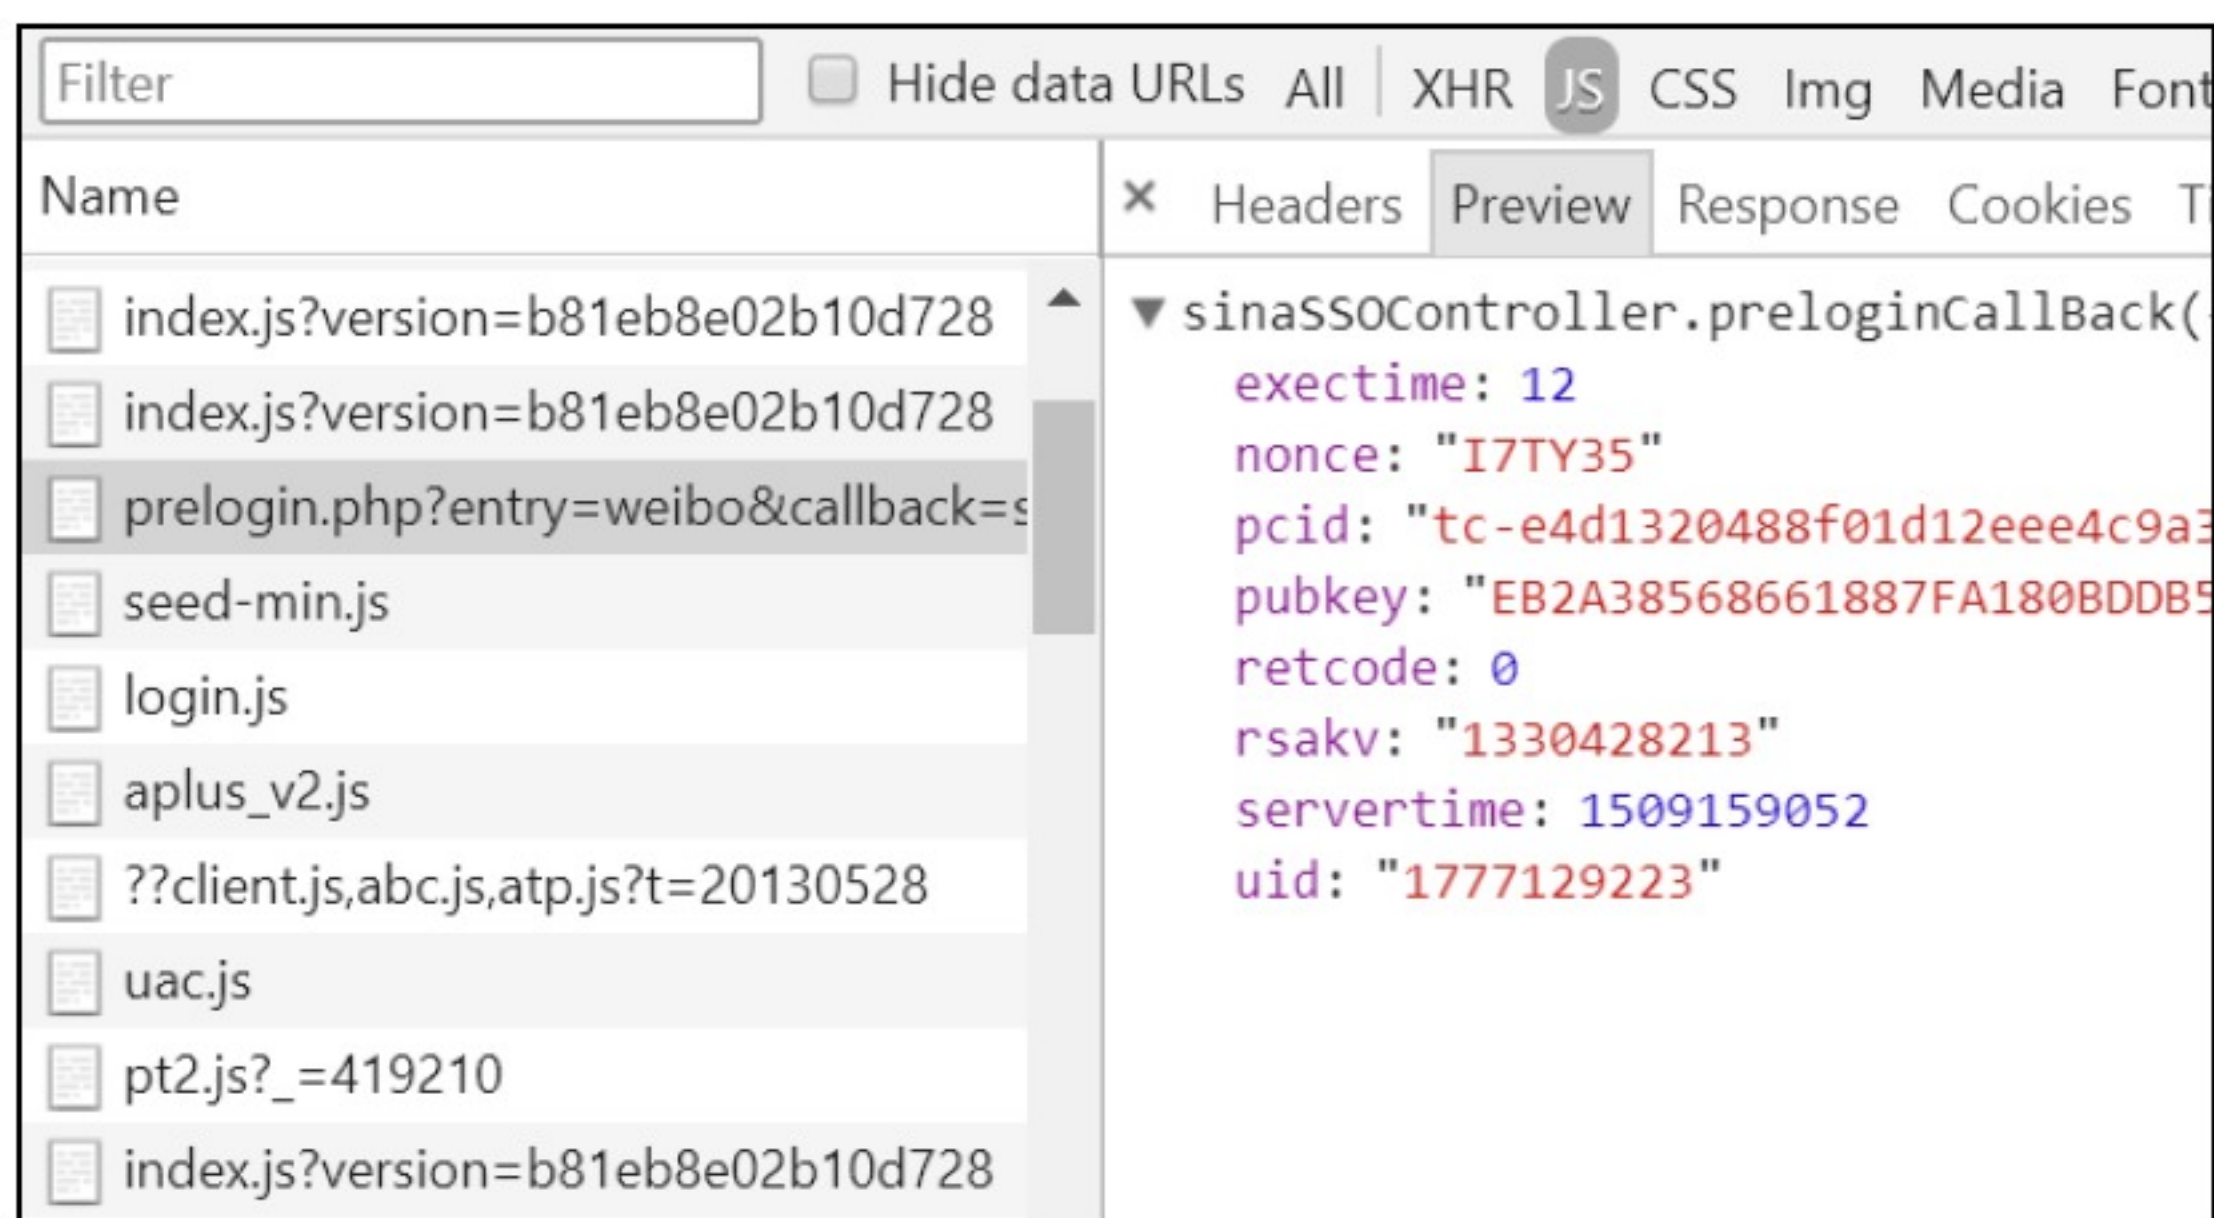 Filter
Hide data URLs All XHR JS CSS Img Media Font
Name
index.js?version=b81eb8e02b10d728
index.js?version=b81eb8e02b10d728
prelogin.php?entry=weibo&callback=s
seed-min.js
login.js
aplus_v2.js
??client.js,abc.js,atp.js?t=20130528
uac.js
pt2.js?_=419210
index.js?version=b81eb8e02b10d728
× Headers Preview Response Cookies
sinaSSOController.preloginCallBack(
exectime: 12
nonce: "I7TY35"
pcid: "tc-e4d1320488f01d12eee4c9a3
pubkey: "EB2A38568661887FA180BDDB5
retcode: 0
rsakv: "1330428213"
servertime: 1509159052
uid: "1777129223"